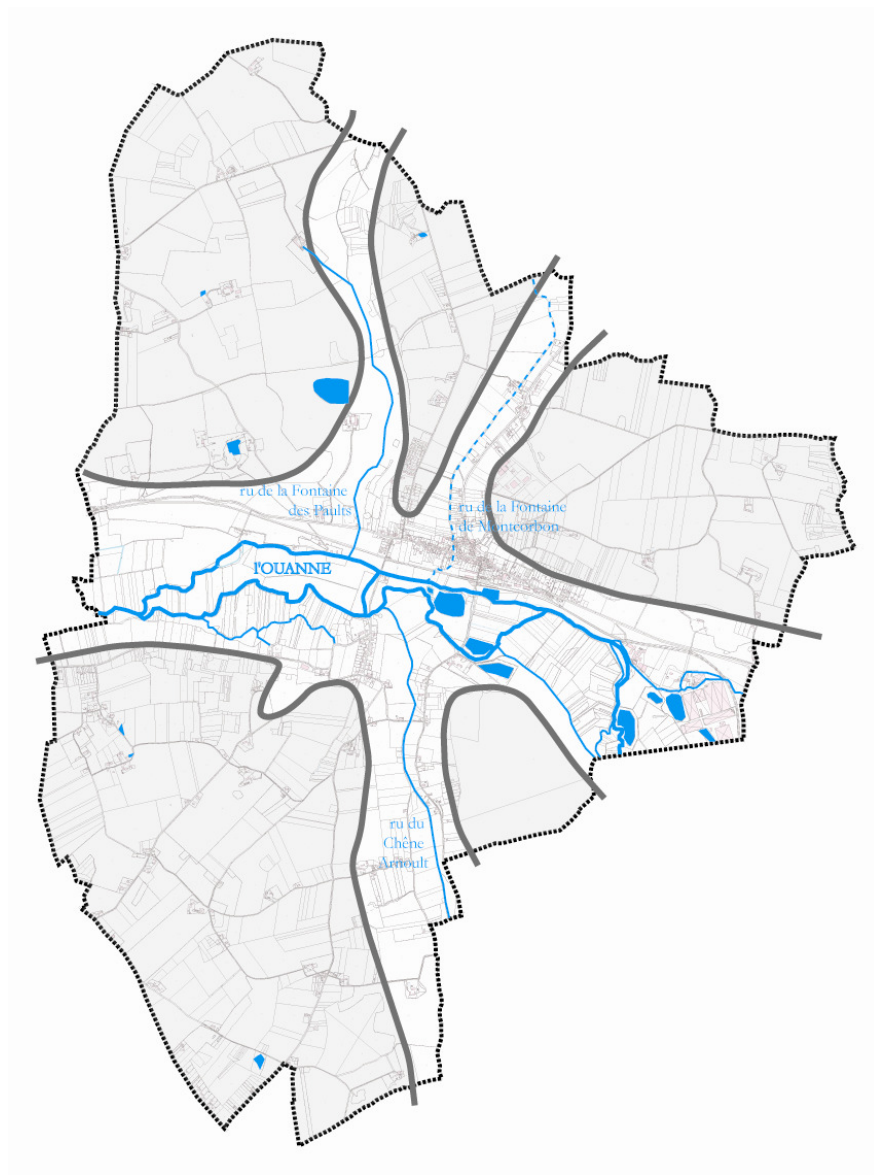 ru de la Fontaine
des Paults
ru de la Fontaine
de Montcorbon
l'OUANNE
ru du
Chêne
Arnoult